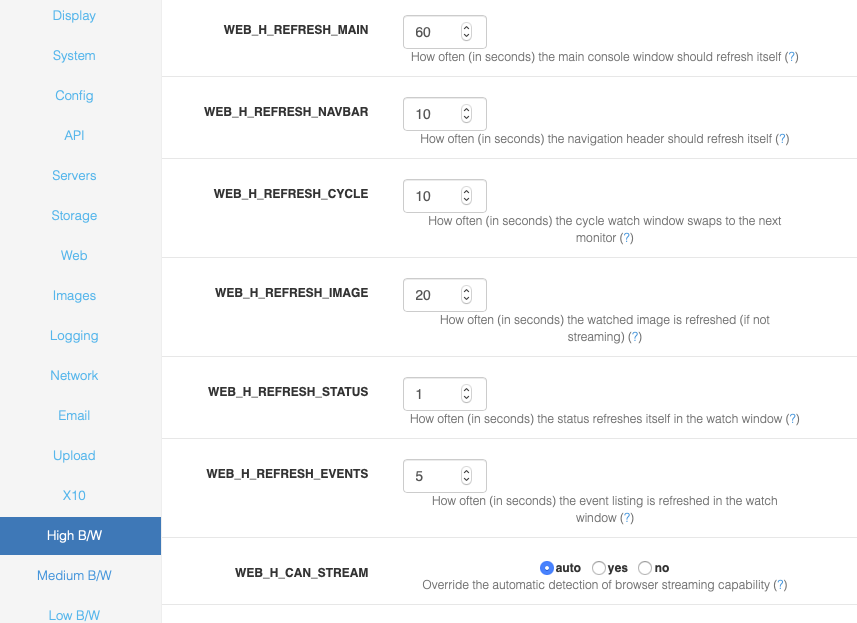 Display
System
Config
API
Servers
Storage
Web
Images
Logging
Network
Email
Upload
X10
High B/W
Medium B/W
Low B/W
WEB_H_REFRESH_MAIN
60
How often (in seconds) the main console window should refresh itself (?)
WEB_H_REFRESH_NAVBAR
10
How often (in seconds) the navigation header should refresh itself (?)
WEB_H_REFRESH_CYCLE
10
How often (in seconds) the cycle watch window swaps to the next
monitor (?)
WEB_H_REFRESH_IMAGE
20
How often (in seconds) the watched image is refreshed (if not
streaming) (?)
WEB_H_REFRESH_STATUS
1
How often (in seconds) the status refreshes itself in the watch window (?)
WEB_H_REFRESH_EVENTS
5
How often (in seconds) the event listing is refreshed in the watch
window (?)
WEB_H_CAN_STREAM
auto yes no
Override the automatic detection of browser streaming capability (?)